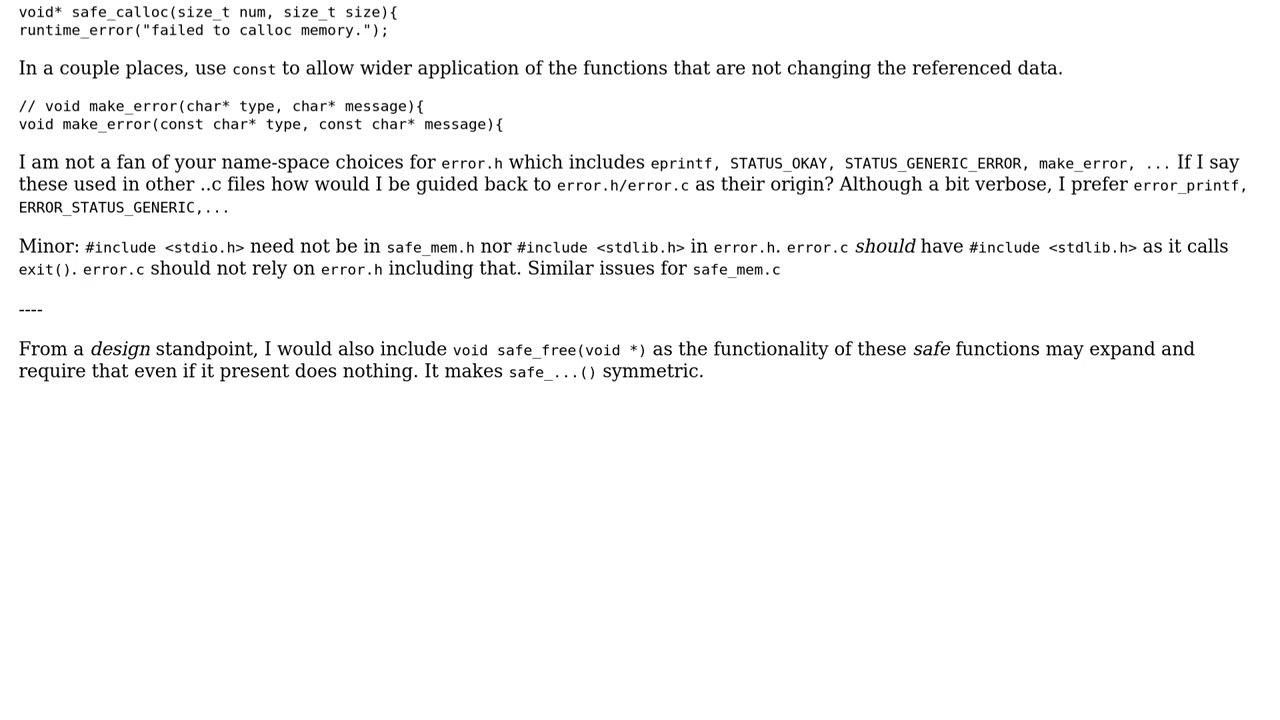 void* safe_calloc(size_t num, size_t size){
runtime_error("failed to calloc memory.");
In a couple places, use const to allow wider application of the functions that are not changing the referenced data.
// void make_error(char* type, char* message){
void make_error(const char* type, const char* message){
I am not a fan of your name-space choices for error.h which includes eprintf, STATUS_OKAY, STATUS_GENERIC_ERROR, make_error, ... If I say
these used in other ..c files how would I be guided back to error.h/error.c as their origin? Although a bit verbose, I prefer error_printf,
ERROR_STATUS_GENERIC,...
Minor: #include <stdio.h> need not be in safe_mem.h nor #include <stdlib.h> in error.h. error.c should have #include <stdlib.h> as it calls
exit(). error.c should not rely on error.h including that. Similar issues for safe_mem.c
----
From a design standpoint, I would also include void safe_free(void *) as the functionality of these safe functions may expand and
require that even if it present does nothing. It makes safe_...() symmetric.